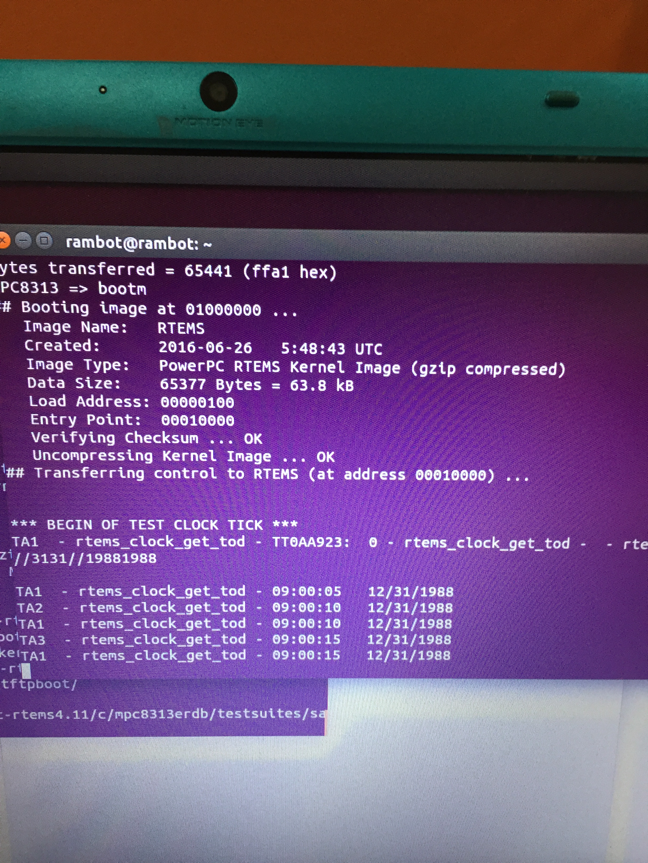 MOTION EYE
rambot@rambot: ~
ytes transferred = 65441 (ffa1 hex)
PC8313 => bootm
# Booting image at 01000000 ...
Image Name: RTEMS
Created: 2016-06-26 5:48:43 UTC
Image Type: PowerPC RTEMS Kernel Image (gzip compressed)
Data Size: 65377 Bytes = 63.8 kB
Load Address: 00000100
Entry Point: 00010000
Verifying Checksum ... OK
Uncompressing Kernel Image ... OK
## Transferring control to RTEMS (at address 00010000) ...
*** BEGIN OF TEST CLOCK TICK ***
TA1 - rtems_clock_get_tod - TT0AA923: 0 - rtems_clock_get_tod - - rte
//3131//19881988
TA1 - rtems_clock_get_tod - 09:00:05 12/31/1988
TA2 - rtems_clock_get_tod - 09:00:10 12/31/1988
TA1 - rtems_clock_get_tod - 09:00:10 12/31/1988
TA3 - rtems_clock_get_tod - 09:00:15 12/31/1988
TA1 - rtems_clock_get_tod - 09:00:15 12/31/1988
tftpboot/
t-rtems4.11/c/mpc8313erdb/testsuites/sa